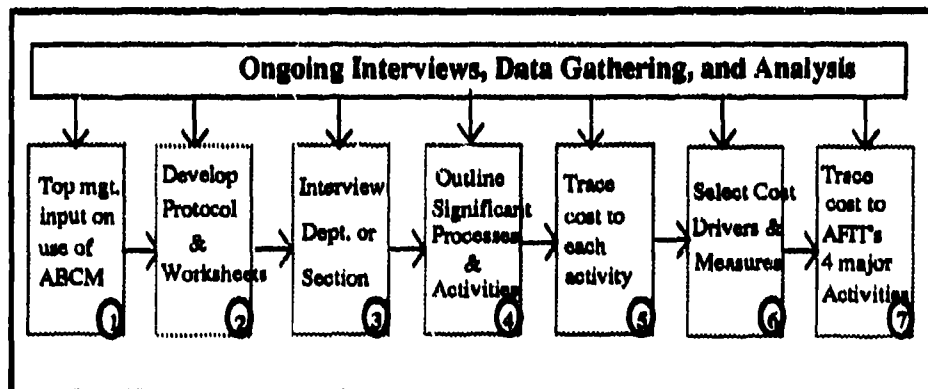 Ongoing Interviews, Data Gathering, and Analysis
Top mgt.
input on
use of
ABCM
1
Develop
Protocol
&
Worksheets
2
Interview
Dept. or
Section
3
Outline
Significant
Processes
&
Activities
4
Trace
cost to
each
activity
5
Select Cost
Drivers &
Measures
6
Trace
cost to
AFIT's
4 major
Activities
7